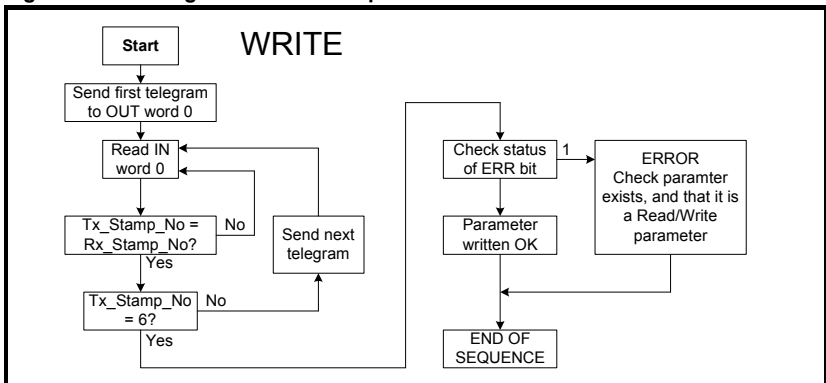 WRITE
Start
Send first telegram
to OUT word 0
Read IN
word 0
Tx_Stamp_No =
Rx_Stamp_No?
No
Yes
Send next
telegram
Tx_Stamp_No
= 6?
No
Yes
Check status
of ERR bit
1
ERROR
Check paramter
exists, and that it is
a Read/Write
parameter
Parameter
written OK
END OF
SEQUENCE